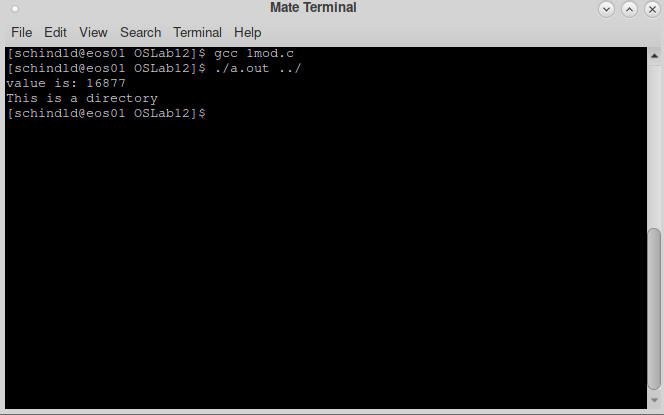 Mate Terminal
File Edit View Search Terminal Help
[schindld@eos01 OSLab12]$ gcc lmod.c
[schindld@eos01 OSLab12]$ ./a.out ../
value is: 16877
This is a directory
[schindld@eos01 OSLab12]$